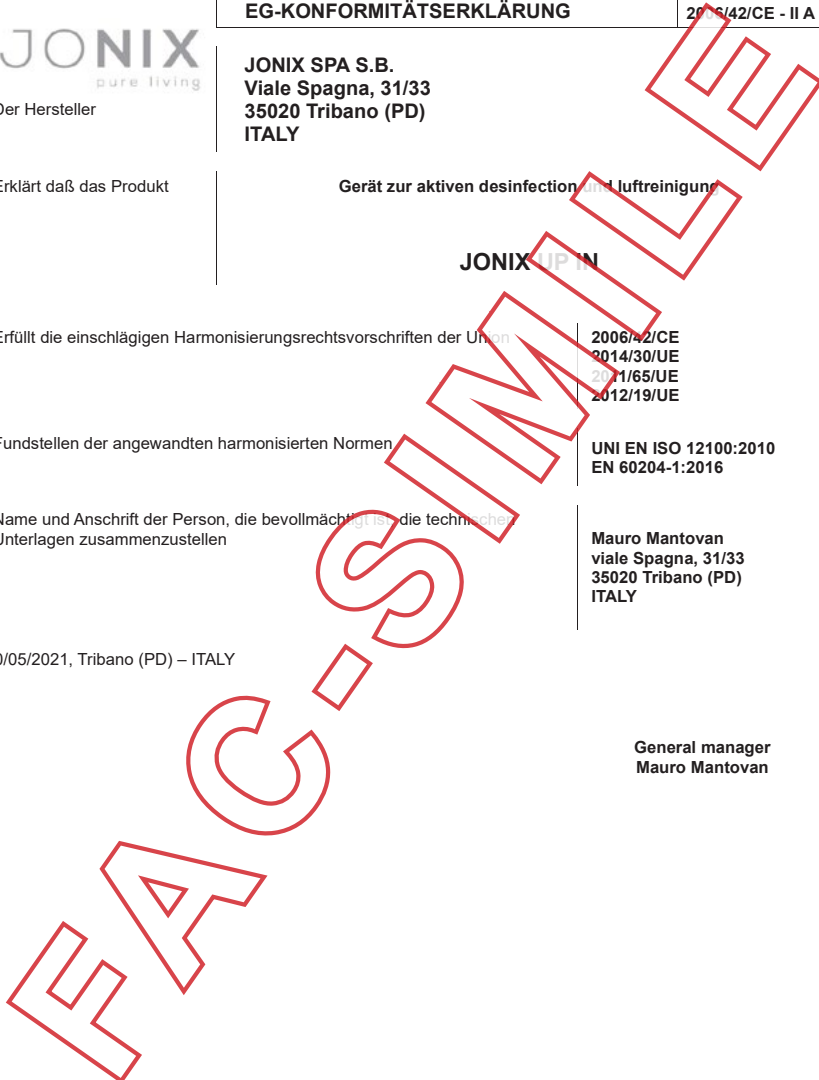 EG-KONFORMITÄTSERKLÄRUNG
2006/42/CE - II A
JONIX
pure living
Der Hersteller
JONIX SPA S.B.
Viale Spagna, 31/33
35020 Tribano (PD)
ITALY
Erklärt daß das Produkt
Gerät zur aktiven desinfection und luftreinigung
JONIX UP IN
Erfüllt die einschlägigen Harmonisierungsrechtsvorschriften der Union
2006/42/CE
2014/30/UE
2011/65/UE
2012/19/UE
Fundstellen der angewandten harmonisierten Normen
UNI EN ISO 12100:2010
EN 60204-1:2016
Name und Anschrift der Person, die bevollmächtigt ist, die technischen
Unterlagen zusammenzustellen
Mauro Mantovan
viale Spagna, 31/33
35020 Tribano (PD)
ITALY
0/05/2021, Tribano (PD) – ITALY
General manager
Mauro Mantovan
FAC-SIMILE